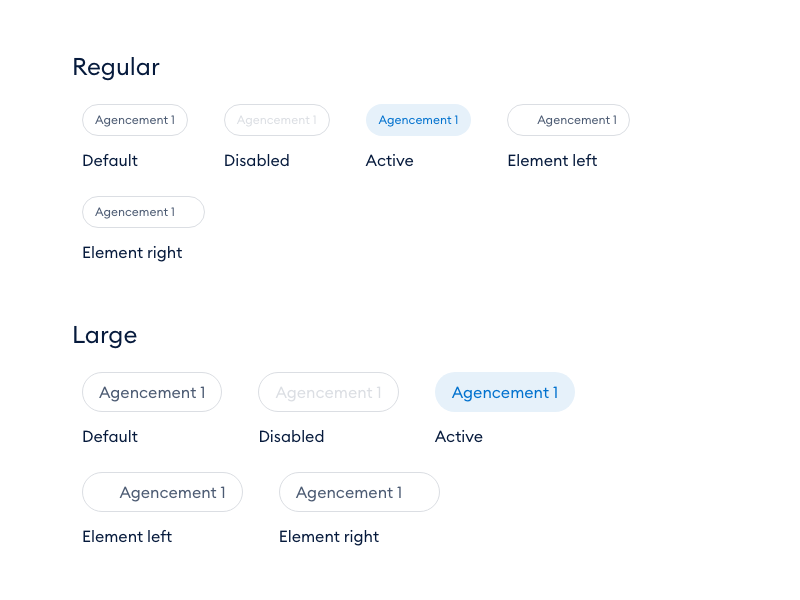 Regular
Agencement 1 Agencement 1 Agencement 1 Agencement 1
Default Disabled Active Element left
Agencement 1
Element right
Large
Agencement 1 Agencement 1 Agencement 1
Default Disabled Active
Agencement 1 Agencement 1
Element left Element right